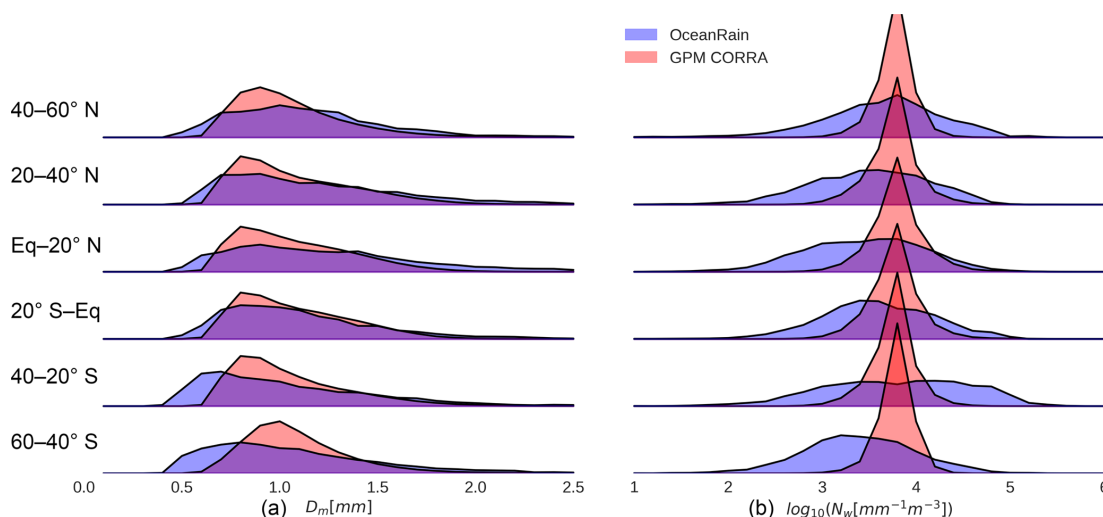 OceanRain
GPM CORRA
40–60° N
20–40° N
Eq–20° N
20° S–Eq
40–20° S
60–40° S
0.0 0.5 1.0 1.5 2.0 2.5 1 2 3 4 5 6
(a) D_m[mm] (b) log_10(N_w[mm^−1m^−3])